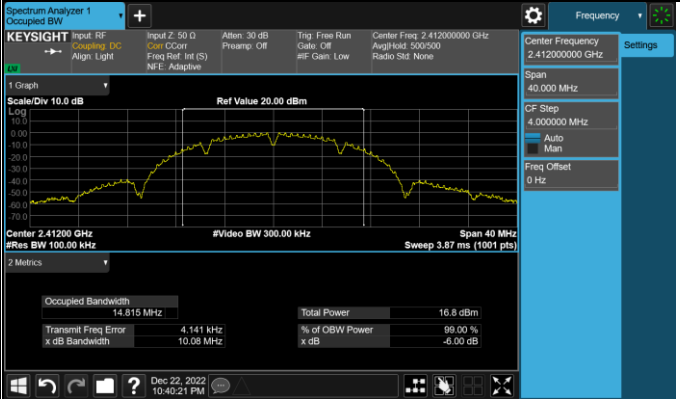 Spectrum Analyzer 1
Occupied BW
KEYSIGHT
Input: RF
Coupling: DC
Align: Light
Input Z: 50 Ω
Corr CCorr
Freq Ref: Int (S)
NFE: Adaptive
Atten: 30 dB
Preamp: Off
Trig: Free Run
Gate: Off
#IF Gain: Low
Center Freq: 2.412000000 GHz
Avg|Hold: 500/500
Radio Std: None
LXI
1 Graph
Scale/Div 10.0 dB
Ref Value 20.00 dBm
Log
10.0
0.00
-10.0
-20.0
-30.0
-40.0
-50.0
-60.0
-70.0
Center 2.41200 GHz
#Video BW 300.00 kHz
Span 40 MHz
#Res BW 100.00 kHz
Sweep 3.87 ms (1001 pts)
2 Metrics
Occupied Bandwidth
14.815 MHz
Total Power 16.8 dBm
Transmit Freq Error 4.141 kHz
% of OBW Power 99.00 %
x dB Bandwidth 10.08 MHz
x dB -6.00 dB
Dec 22, 2022
10:40:21 PM
Frequency
Settings
Center Frequency
2.412000000 GHz
Span
40.000 MHz
CF Step
4.000000 MHz
Auto
Man
Freq Offset
0 Hz